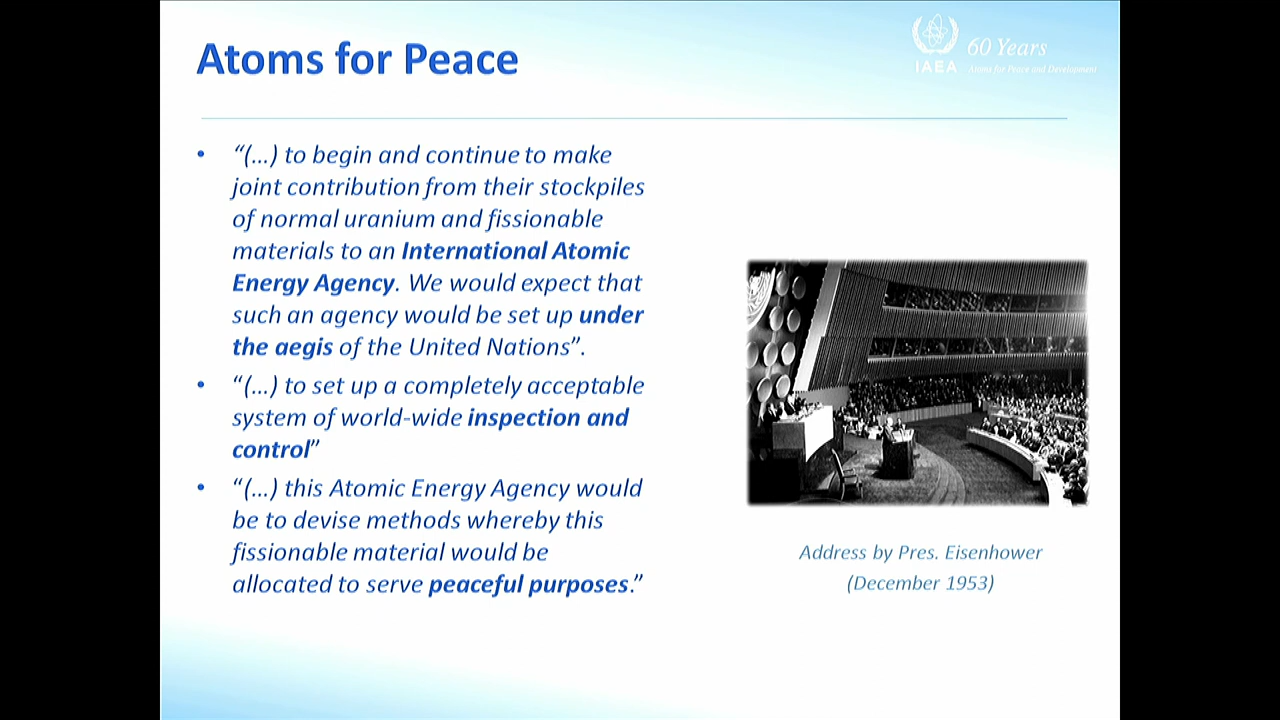 Atoms for Peace
IAEA
60 Years
Atoms for Peace and Development
• “(...) to begin and continue to make
joint contribution from their stockpiles
of normal uranium and fissionable
materials to an International Atomic
Energy Agency. We would expect that
such an agency would be set up under
the aegis of the United Nations”.
• “(...) to set up a completely acceptable
system of world-wide inspection and
control”
• “(...) this Atomic Energy Agency would
be to devise methods whereby this
fissionable material would be
allocated to serve peaceful purposes.”
Address by Pres. Eisenhower
(December 1953)